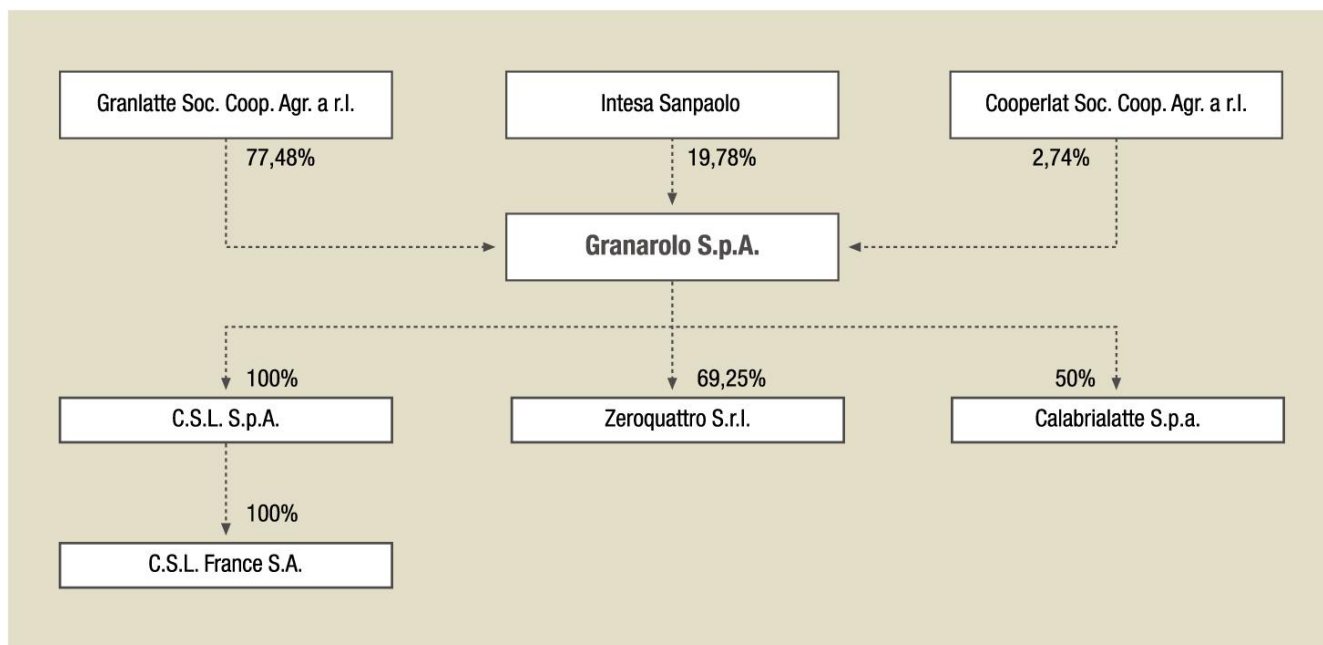 Granlatte Soc. Coop. Agr. a r.l.
Intesa Sanpaolo
Cooperlat Soc. Coop. Agr. a r.l.
77,48%
19,78%
2,74%
Granarolo S.p.A.
100%
69,25%
50%
C.S.L. S.p.A.
Zeroquattro S.r.l.
Calabrialatte S.p.a.
100%
C.S.L. France S.A.